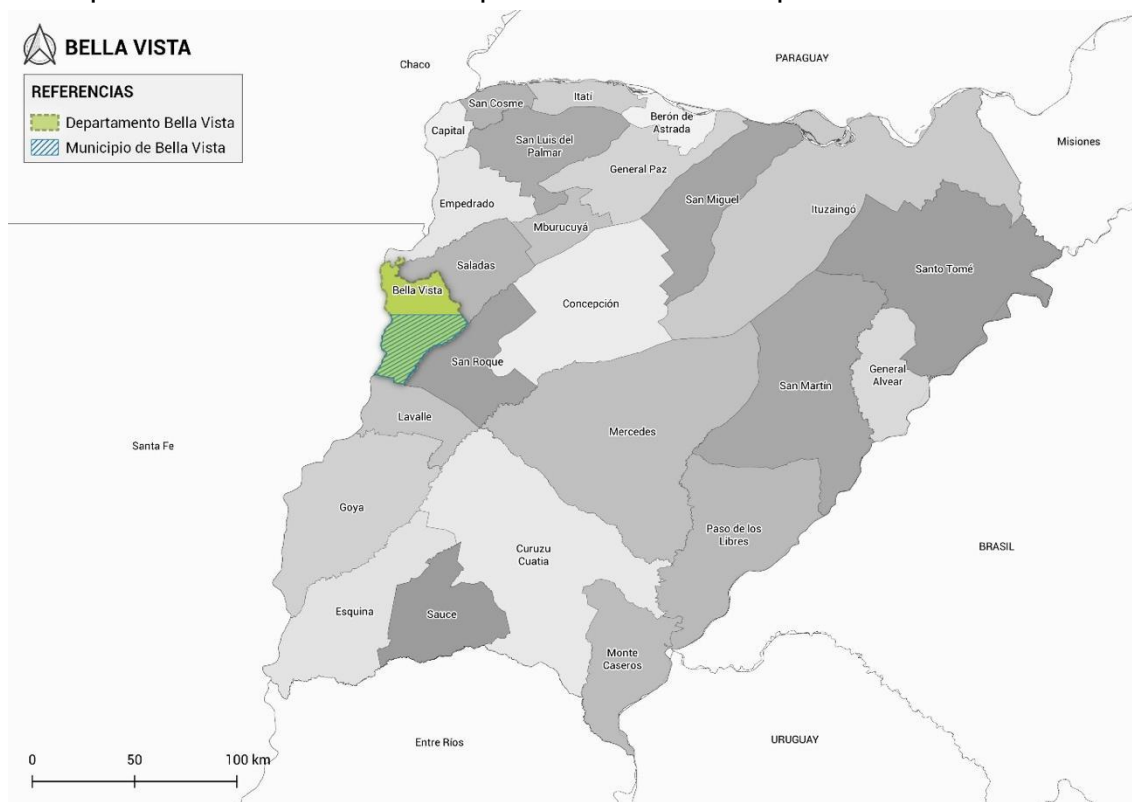 BELLA VISTA
REFERENCIAS
Departamento Bella Vista
Municipio de Bella Vista
Chaco
PARAGUAY
Misiones
San Cosme
Itatí
Capital
Berón de
Astrada
San Luis del
Palmar
General Paz
San Miguel
Ituzaingó
Empedrado
Mburucuyá
Saladas
Santo Tomé
Bella Vista
Concepción
San Roque
San Martín
General
Alvear
Lavalle
Mercedes
Santa Fe
Goya
Paso de los
Libres
Curuzu
Cuatia
BRASIL
Esquina
Sauce
Monte
Caseros
Entre Ríos
URUGUAY
0 50 100 km